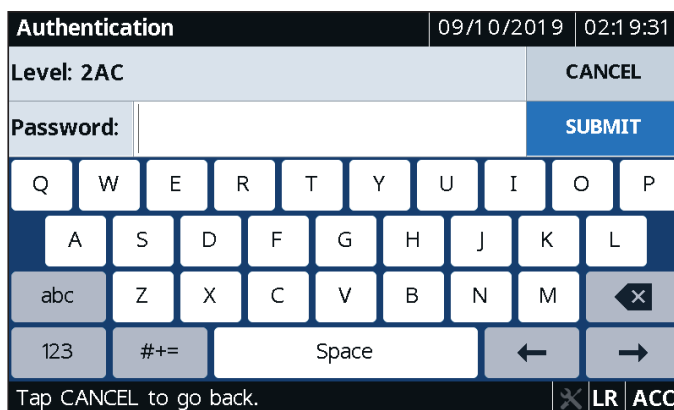 Authentication 09/10/2019 02:19:31
Level: 2AC CANCEL
Password: SUBMIT
Q W E R T Y U I O P
A S D F G H J K L
abc Z X C V B N M
123 #+= Space ← →
Tap CANCEL to go back. LR ACC